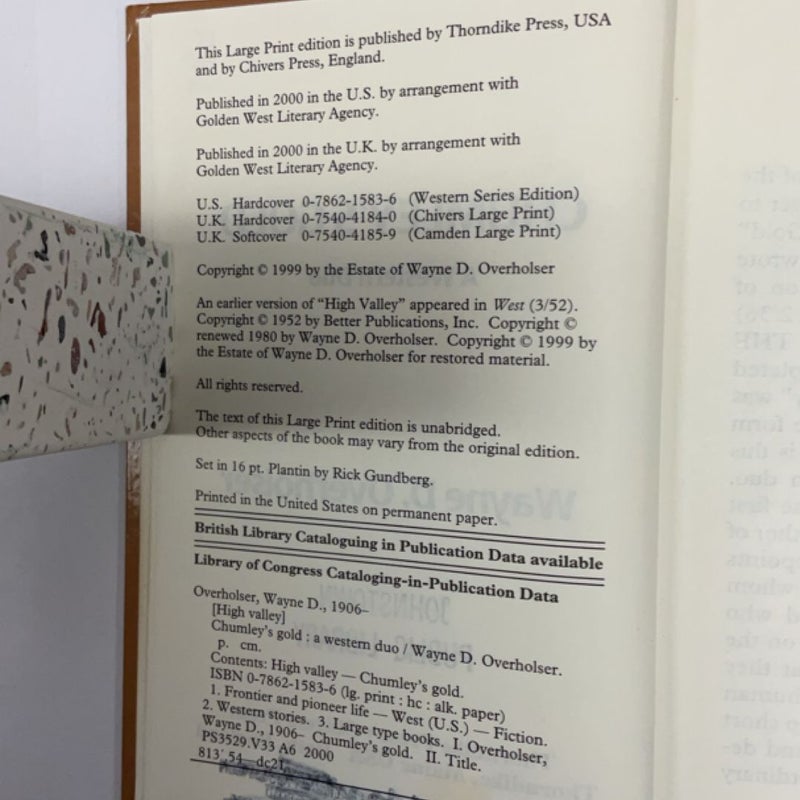 This Large Print edition is published by Thorndike Press, USA
and by Chivers Press, England.
Published in 2000 in the U.S. by arrangement with
Golden West Literary Agency.
Published in 2000 in the U.K. by arrangement with
Golden West Literary Agency.
U.S. Hardcover 0-7862-1583-6 (Western Series Edition)
U.K. Hardcover 0-7540-4184-0 (Chivers Large Print)
U.K. Softcover 0-7540-4185-9 (Camden Large Print)
Copyright © 1999 by the Estate of Wayne D. Overholser
An earlier version of “High Valley” appeared in West (3/52).
Copyright © 1952 by Better Publications, Inc. Copyright ©
renewed 1980 by Wayne D. Overholser. Copyright © 1999 by
the Estate of Wayne D. Overholser for restored material.
All rights reserved.
The text of this Large Print edition is unabridged.
Other aspects of the book may vary from the original edition.
Set in 16 pt. Plantin by Rick Gundberg.
Printed in the United States on permanent paper.
British Library Cataloguing in Publication Data available
Library of Congress Cataloging-in-Publication Data
Overholser, Wayne D., 1906–
[High valley]
Chumley's gold : a western duo / Wayne D. Overholser.
p. cm.
Contents: High valley — Chumley's gold.
ISBN 0-7862-1583-6 (lg. print : hc : alk. paper)
1. Frontier and pioneer life — West (U.S.) — Fiction.
2. Western stories. 3. Large type books. I. Overholser,
Wayne D., 1906– Chumley's gold. II. Title.
PS3529.V33 A6 2000
813'.54—dc21